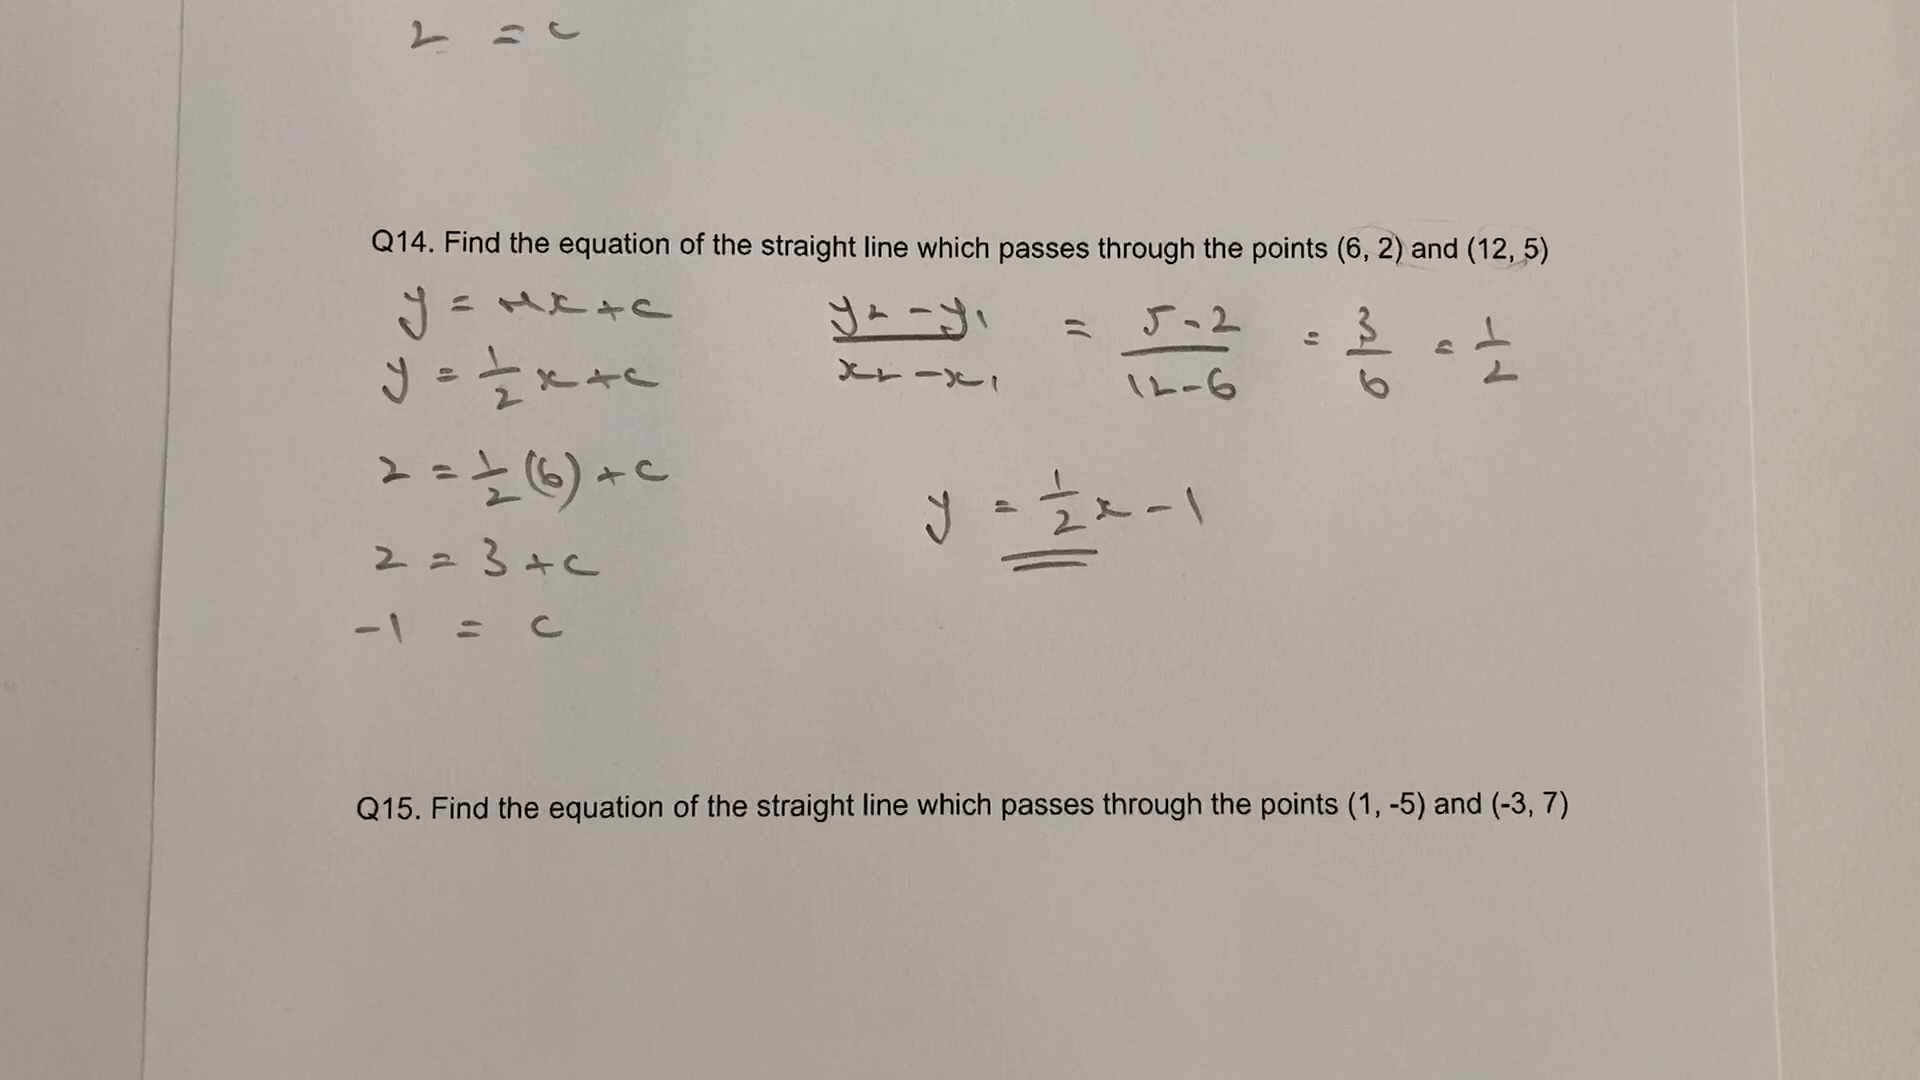 2 = c
Q14. Find the equation of the straight line which passes through the points (6, 2) and (12, 5)
y = mx + c
y = 1/2 x + c
2 = 1/2 (6) + c
2 = 3 + c
-1 = c
y₂ - y₁ / x₂ - x₁ = 5 - 2 / 12 - 6 = 3/6 = 1/2
y = 1/2 x - 1
Q15. Find the equation of the straight line which passes through the points (1, -5) and (-3, 7)